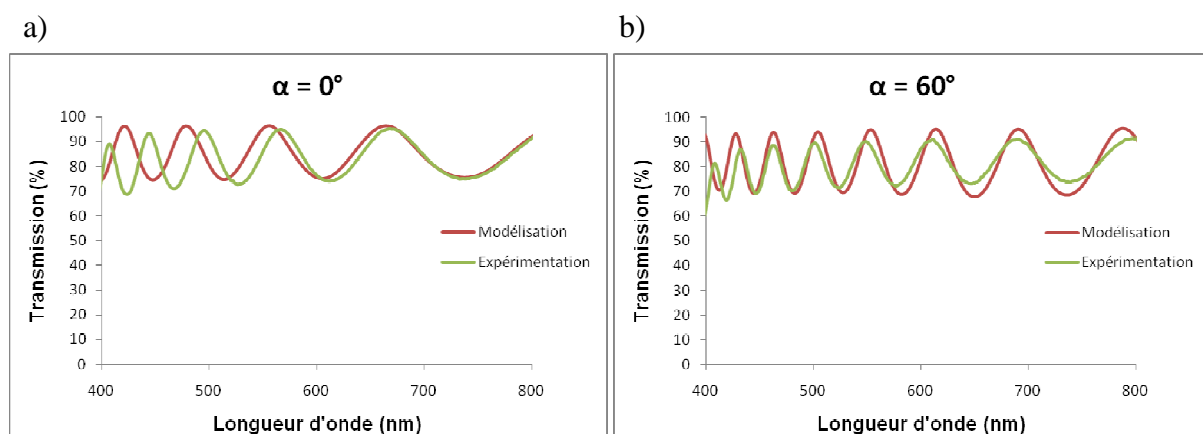 a)
α = 0°
Transmission (%)
100
90
80
70
60
50
40
30
20
10
0
400
500
600
700
800
Longueur d'onde (nm)
Modélisation
Expérimentation
b)
α = 60°
Transmission (%)
100
90
80
70
60
50
40
30
20
10
0
400
500
600
700
800
Longueur d'onde (nm)
Modélisation
Expérimentation